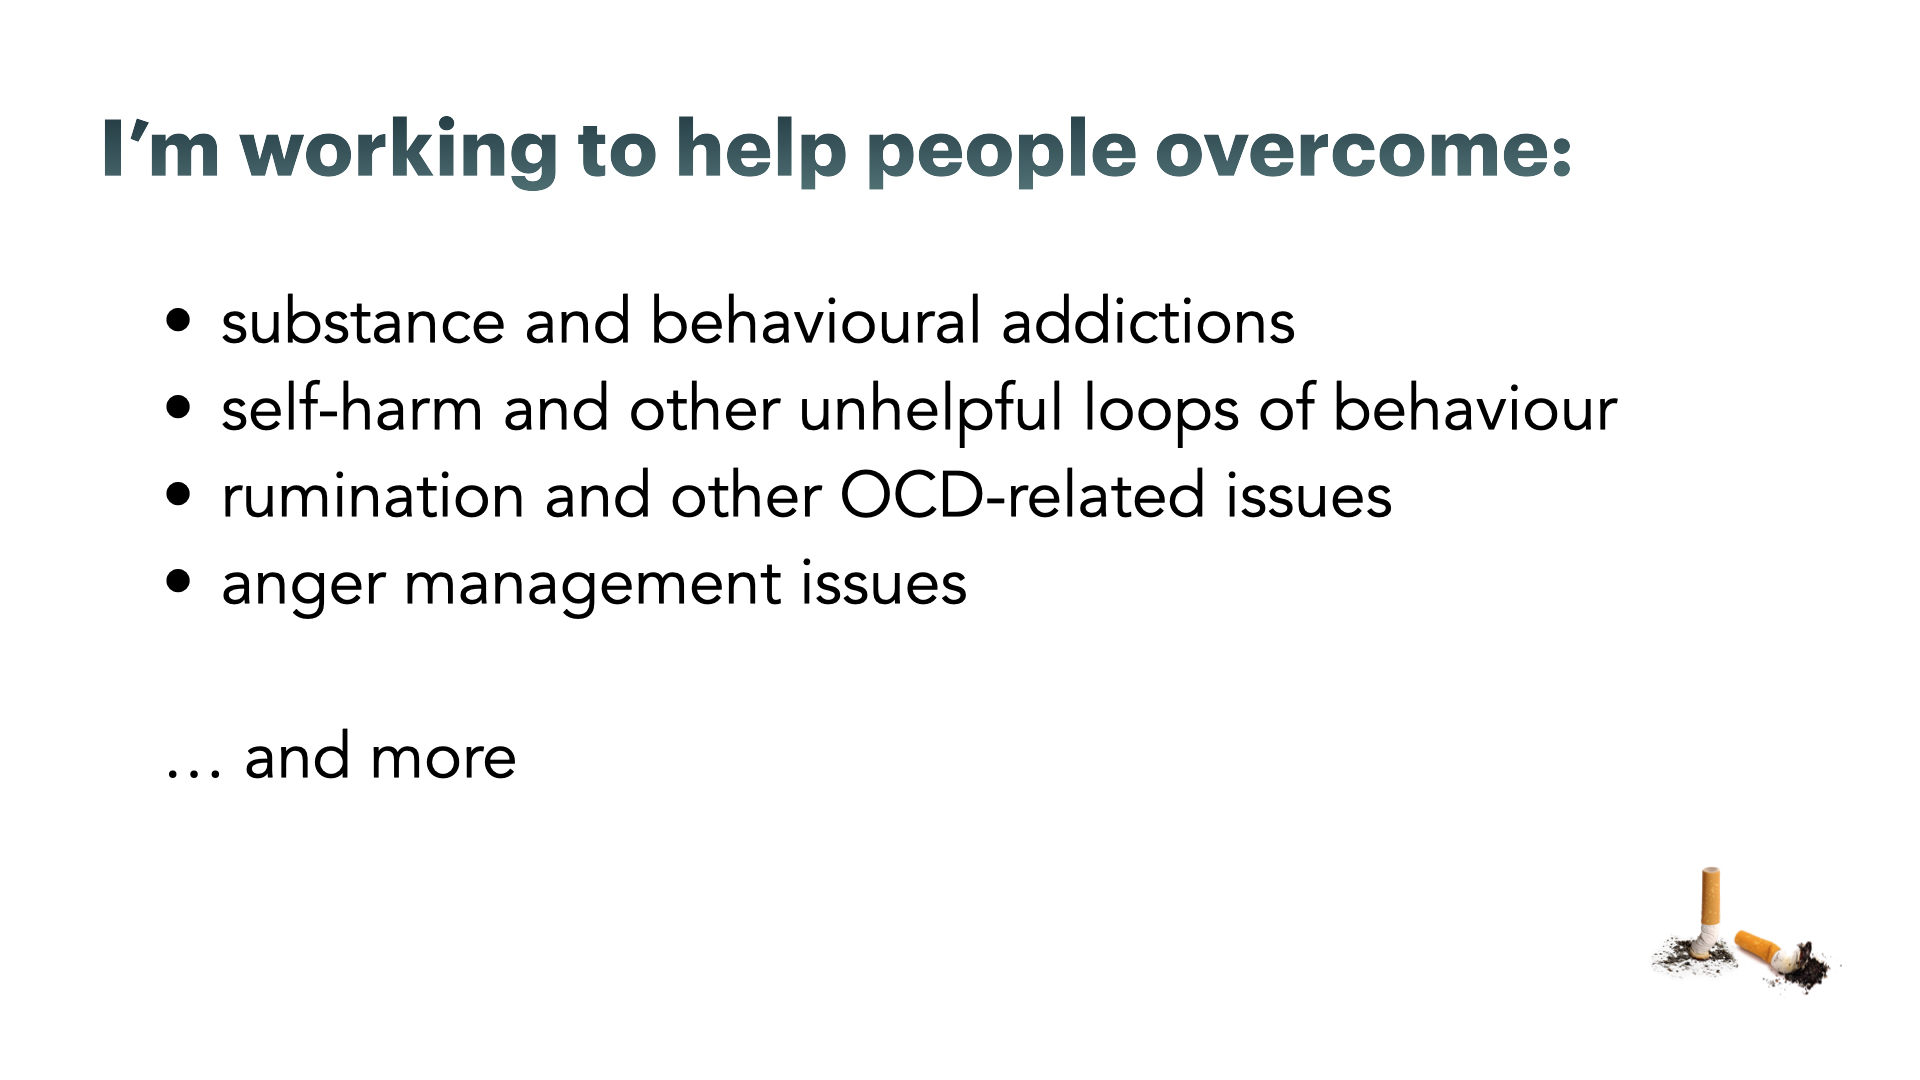 I’m working to help people overcome:
• substance and behavioural addictions
• self-harm and other unhelpful loops of behaviour
• rumination and other OCD-related issues
• anger management issues
… and more